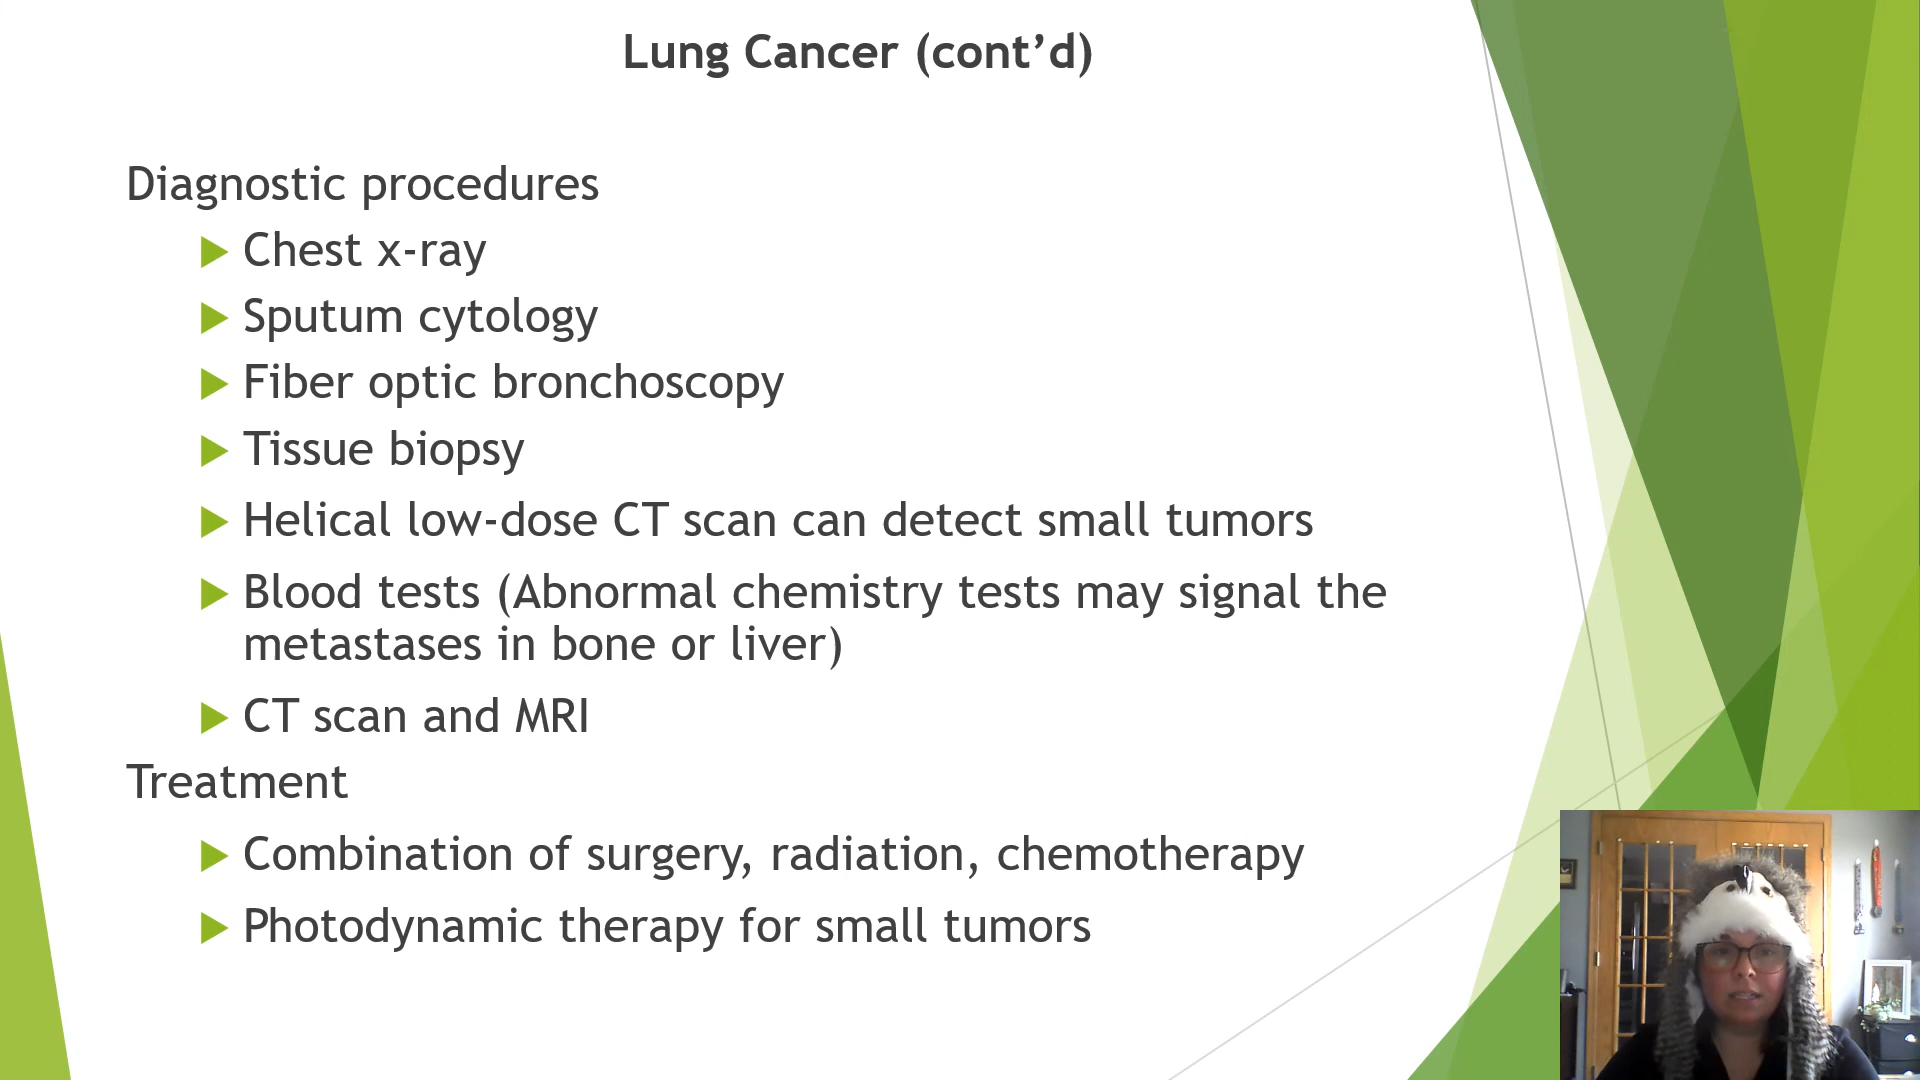 Lung Cancer (cont’d)
Diagnostic procedures
Chest x-ray
Sputum cytology
Fiber optic bronchoscopy
Tissue biopsy
Helical low-dose CT scan can detect small tumors
Blood tests (Abnormal chemistry tests may signal the
metastases in bone or liver)
CT scan and MRI
Treatment
Combination of surgery, radiation, chemotherapy
Photodynamic therapy for small tumors